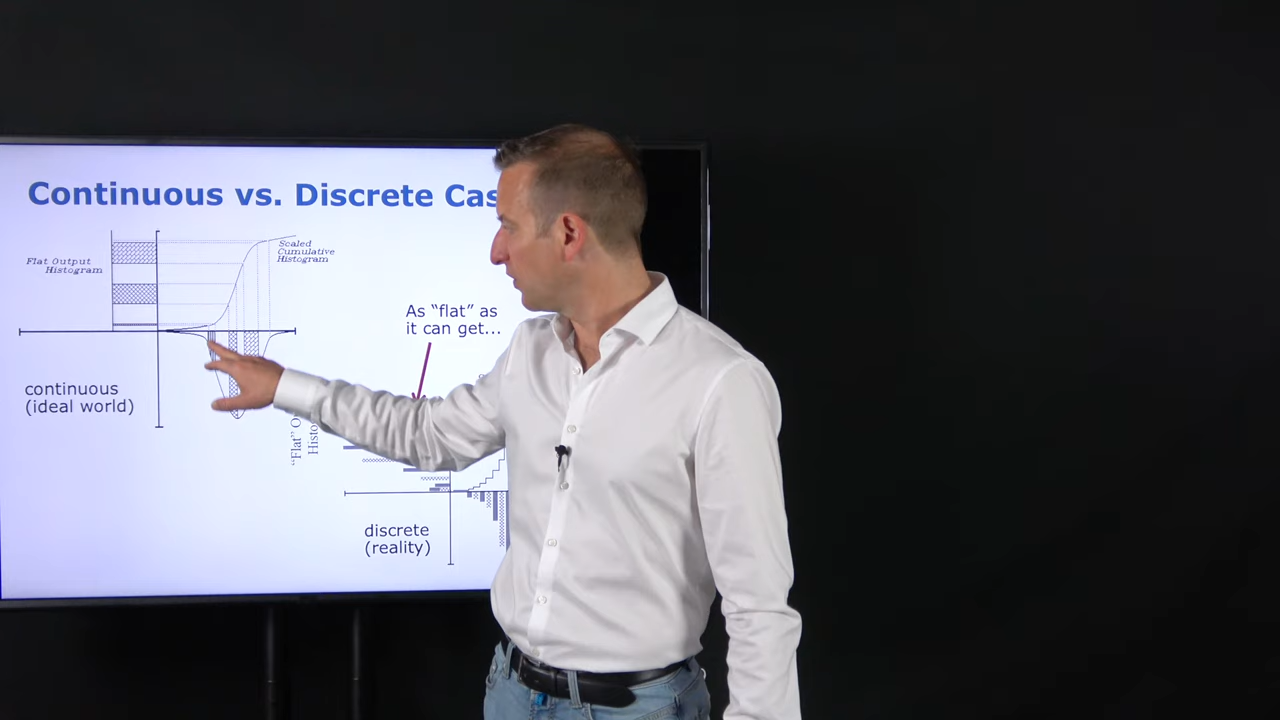 Continuous vs. Discrete Cas
Flat Output
Histogram
Scaled
Cumulative
Histogram
continuous
(ideal world)
As “flat” as
it can get...
“Flat” O
Histo
discrete
(reality)